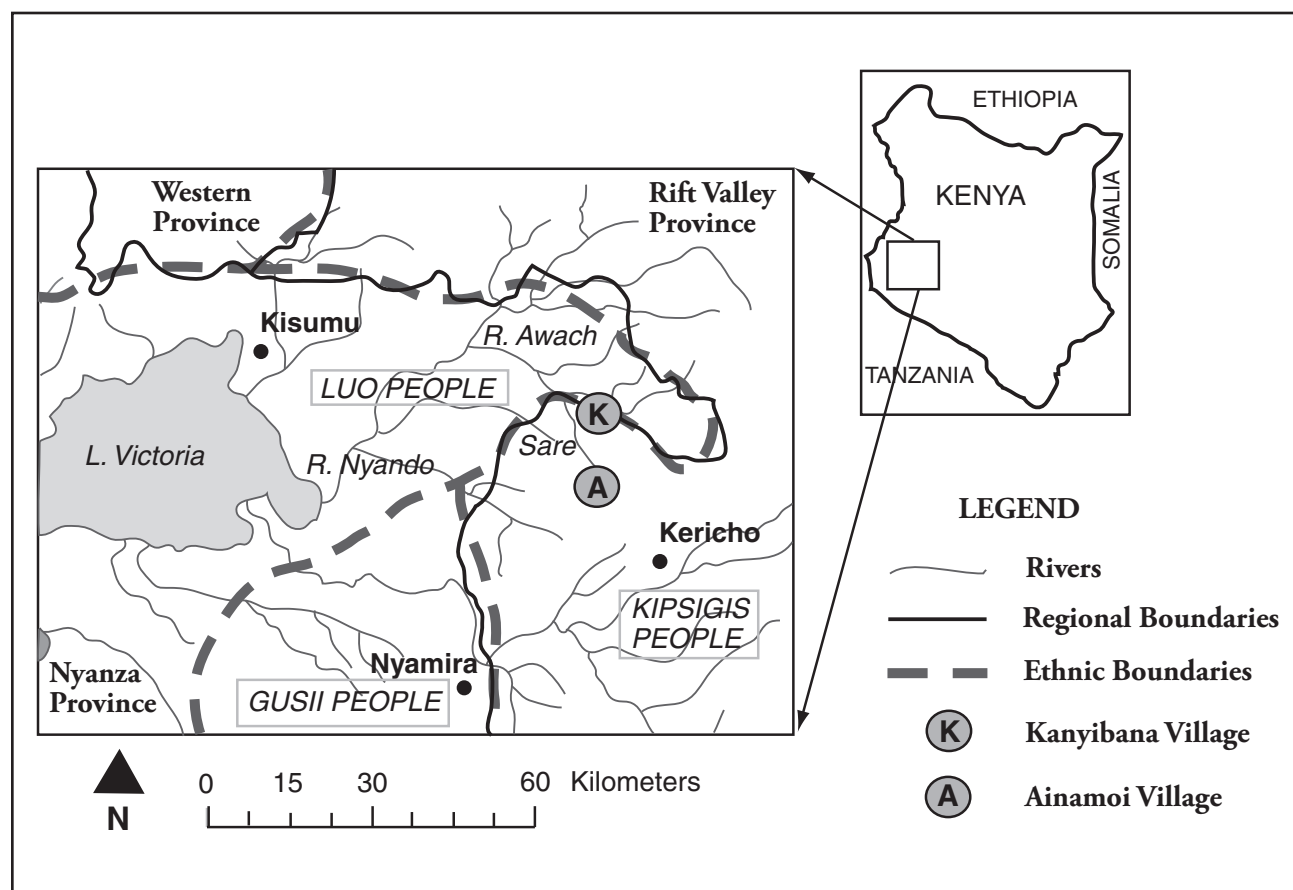 ETHIOPIA
KENYA
SOMALIA
TANZANIA
Western
Province
Rift Valley
Province
Kisumu
R. Awach
LUO PEOPLE
K
L. Victoria
Sare
R. Nyando
A
Kericho
KIPSIGIS
PEOPLE
Nyamira
Nyanza
Province
GUSII PEOPLE
LEGEND
Rivers
Regional Boundaries
Ethnic Boundaries
K Kanyibana Village
A Ainamoi Village
N
0 15 30 60 Kilometers